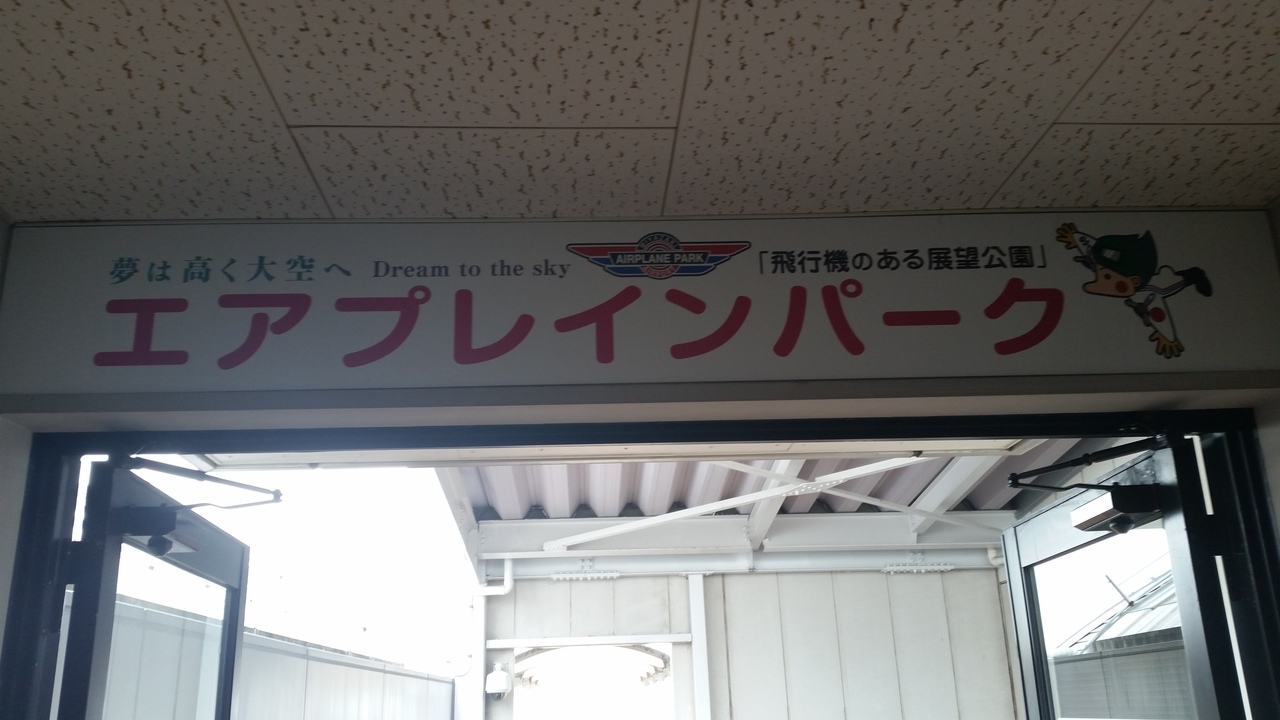 夢は高く大空へ Dream to the sky AIRPLANE PARK 「飛行機のある展望公園」
エアプレインパーク